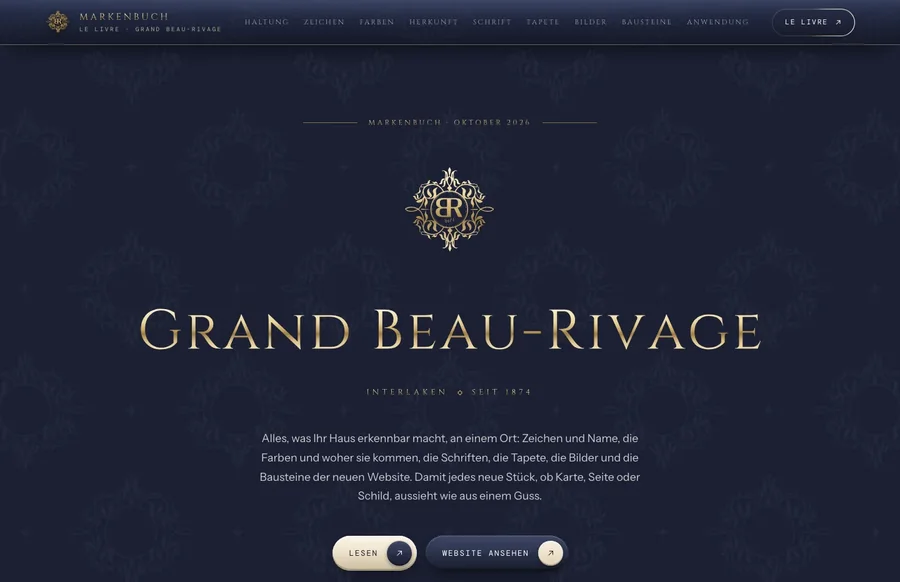 MARKENBUCH
LE LIVRE · GRAND BEAU-RIVAGE
HALTUNG ZEICHEN FARBEN HERKUNFT SCHRIFT TAPETE BILDER BAUSTEINE ANWENDUNG
LE LIVRE
MARKENBUCH · OKTOBER 2026
BR
GRAND BEAU-RIVAGE
INTERLAKEN SEIT 1874
Alles, was Ihr Haus erkennbar macht, an einem Ort: Zeichen und Name, die
Farben und woher sie kommen, die Schriften, die Tapete, die Bilder und die
Bausteine der neuen Website. Damit jedes neue Stück, ob Karte, Seite oder
Schild, aussieht wie aus einem Guss.
LESEN
WEBSITE ANSEHEN